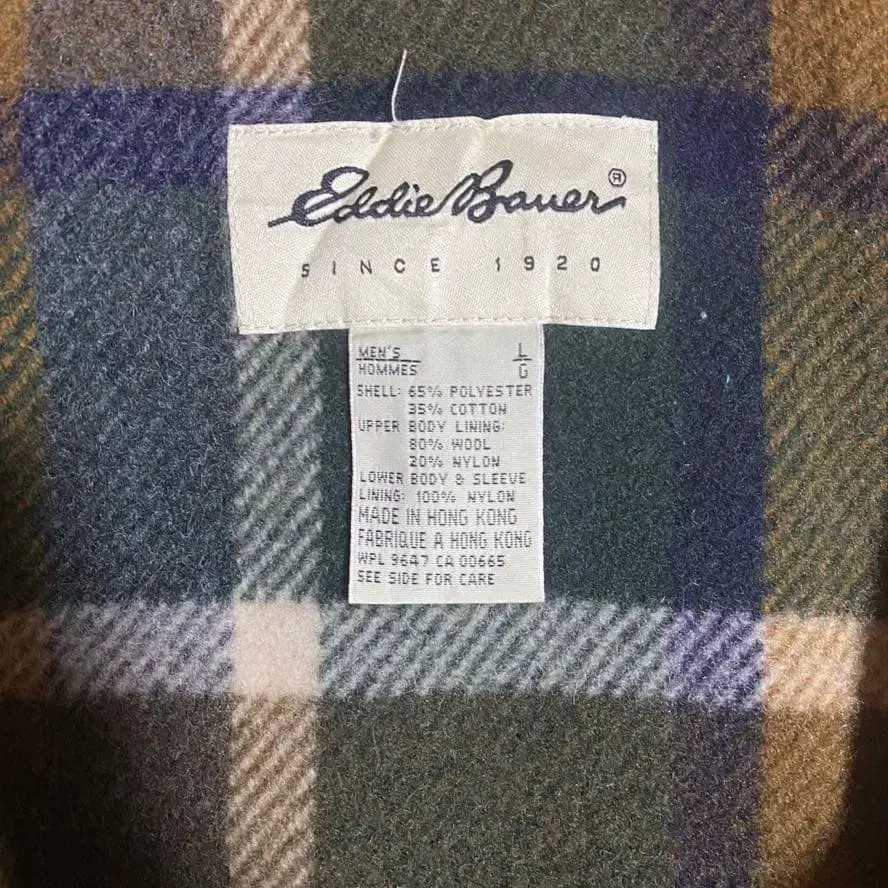 Eddie Bauer®
SINCE 1920
MEN'S L
HOMMES G
SHELL: 65% POLYESTER
35% COTTON
UPPER BODY LINING:
80% WOOL
20% NYLON
LOWER BODY & SLEEVE
LINING: 100% NYLON
MADE IN HONG KONG
FABRIQUE A HONG KONG
WPL 9647 CA 00665
SEE SIDE FOR CARE